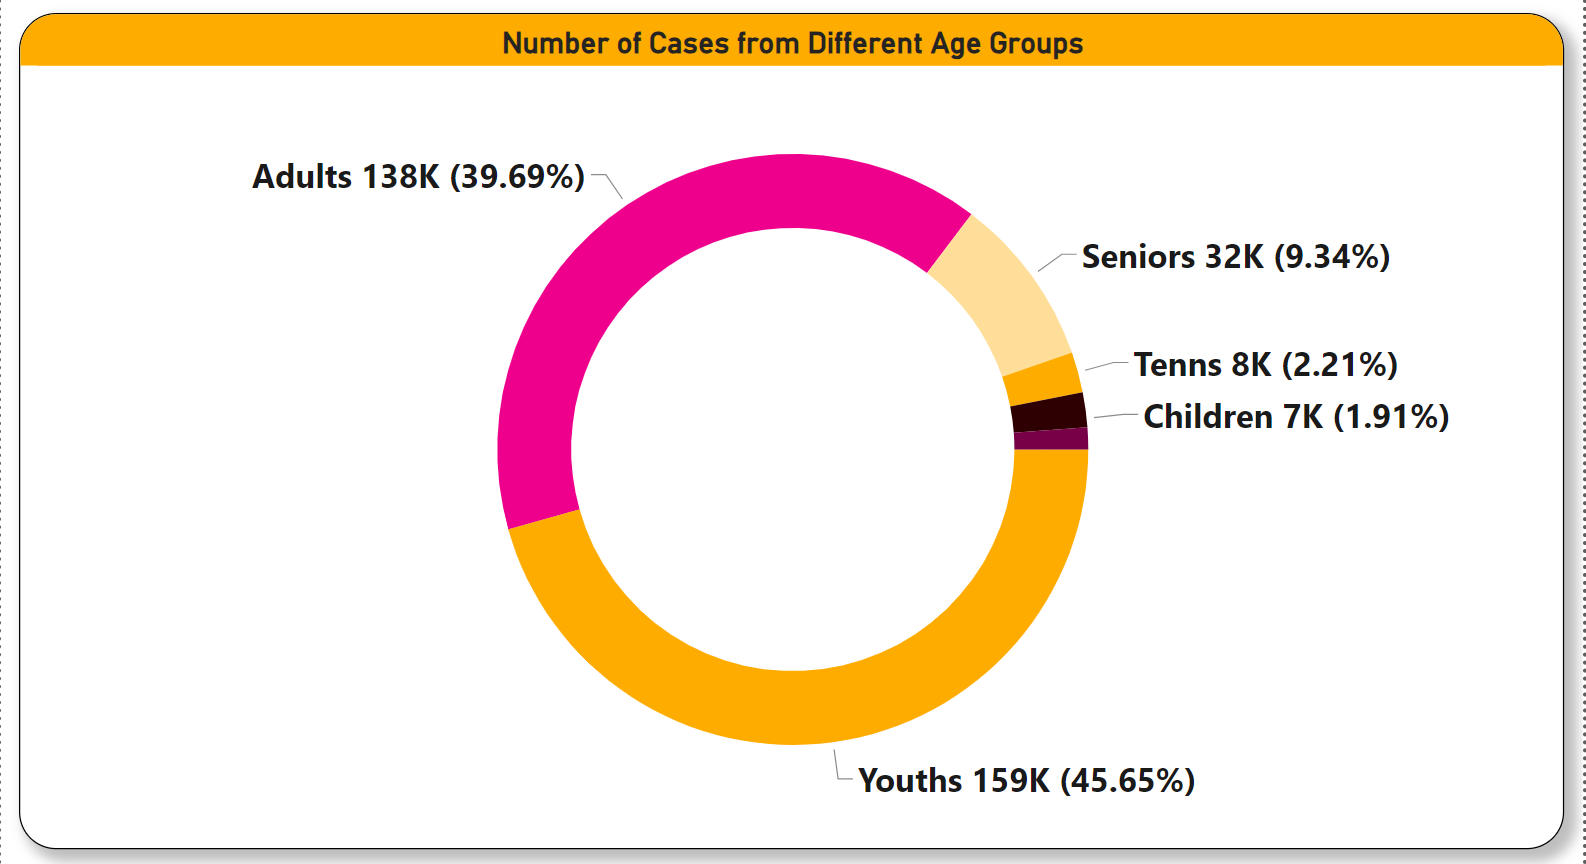 Number of Cases from Different Age Groups
Adults 138K (39.69%)
Seniors 32K (9.34%)
Tenns 8K (2.21%)
Children 7K (1.91%)
Youths 159K (45.65%)